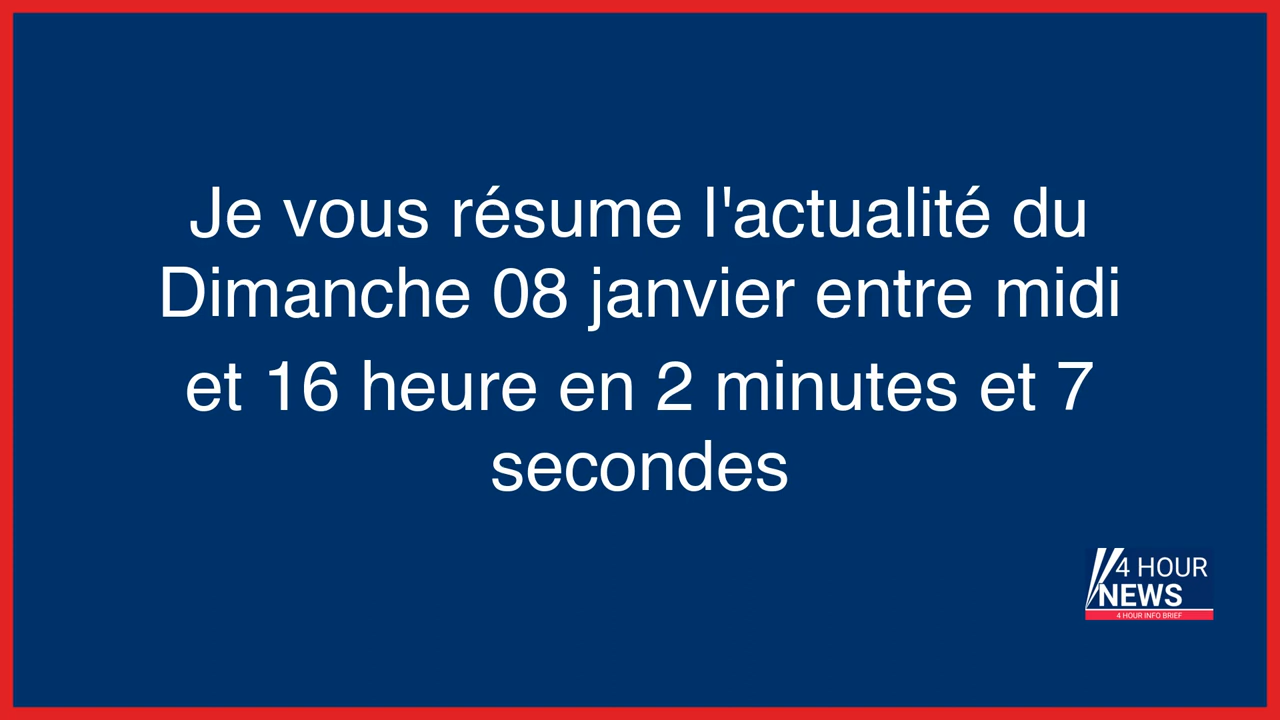 Je vous résume l'actualité du
Dimanche 08 janvier entre midi
et 16 heure en 2 minutes et 7
secondes
4 HOUR
NEWS
4 HOUR INFO BRIEF